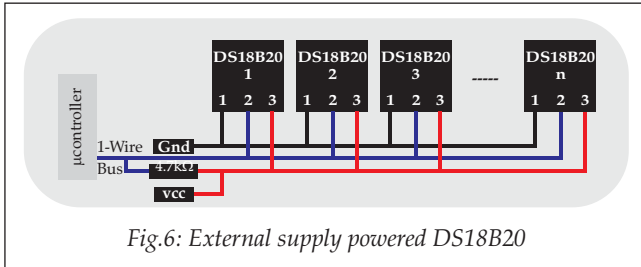 DS18B20 DS18B20 DS18B20 DS18B20
1 2 3 ----- n
1 2 3 1 2 3 1 2 3 1 2 3
µcontroller
1-Wire Gnd
Bus 4.7kΩ
vcc
Fig.6: External supply powered DS18B20